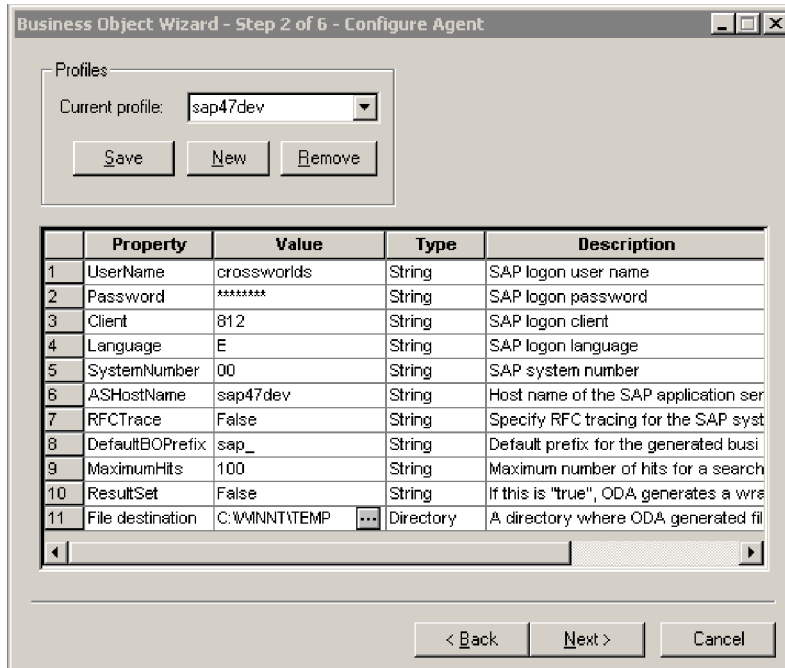 Business Object Wizard - Step 2 of 6 - Configure Agent
Profiles
Current profile: sap47dev
Save New Remove
Property Value Type Description
1 UserName crossworlds String SAP logon user name
2 Password ******** String SAP logon password
3 Client 812 String SAP logon client
4 Language E String SAP logon language
5 SystemNumber 00 String SAP system number
6 ASHostName sap47dev String Host name of the SAP application ser
7 RFCTrace False String Specify RFC tracing for the SAP syst
8 DefaultBOPrefix sap_ String Default prefix for the generated busi
9 MaximumHits 100 String Maximum number of hits for a search
10 ResultSet False String If this is "true", ODA generates a wra
11 File destination C:\WINNT\TEMP ... Directory A directory where ODA generated fil
< Back Next > Cancel